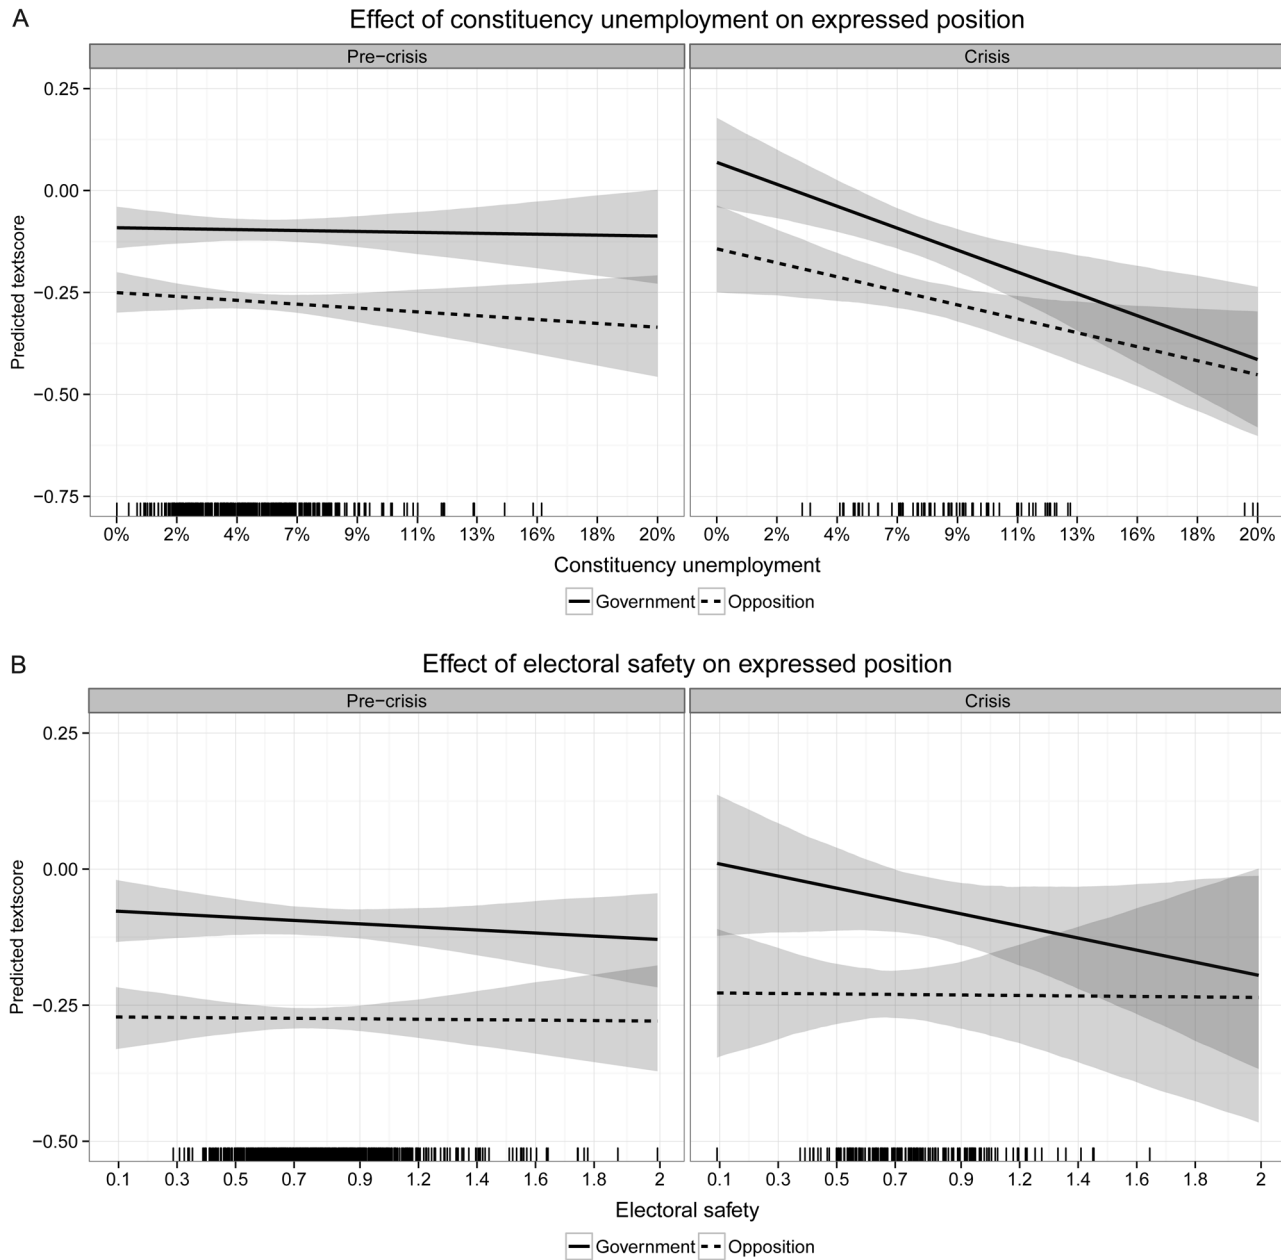 A
Effect of constituency unemployment on expressed position
Pre−crisis
Crisis
0.25
0.00
−0.25
−0.50
−0.75
Predicted textscore
0% 2% 4% 7% 9% 11% 13% 16% 18% 20%
0% 2% 4% 7% 9% 11% 13% 16% 18% 20%
Constituency unemployment
Government Opposition
B
Effect of electoral safety on expressed position
Pre−crisis
Crisis
0.25
0.00
−0.25
−0.50
Predicted textscore
0.1 0.3 0.5 0.7 0.9 1.2 1.4 1.6 1.8 2
0.1 0.3 0.5 0.7 0.9 1.2 1.4 1.6 1.8 2
Electoral safety
Government Opposition